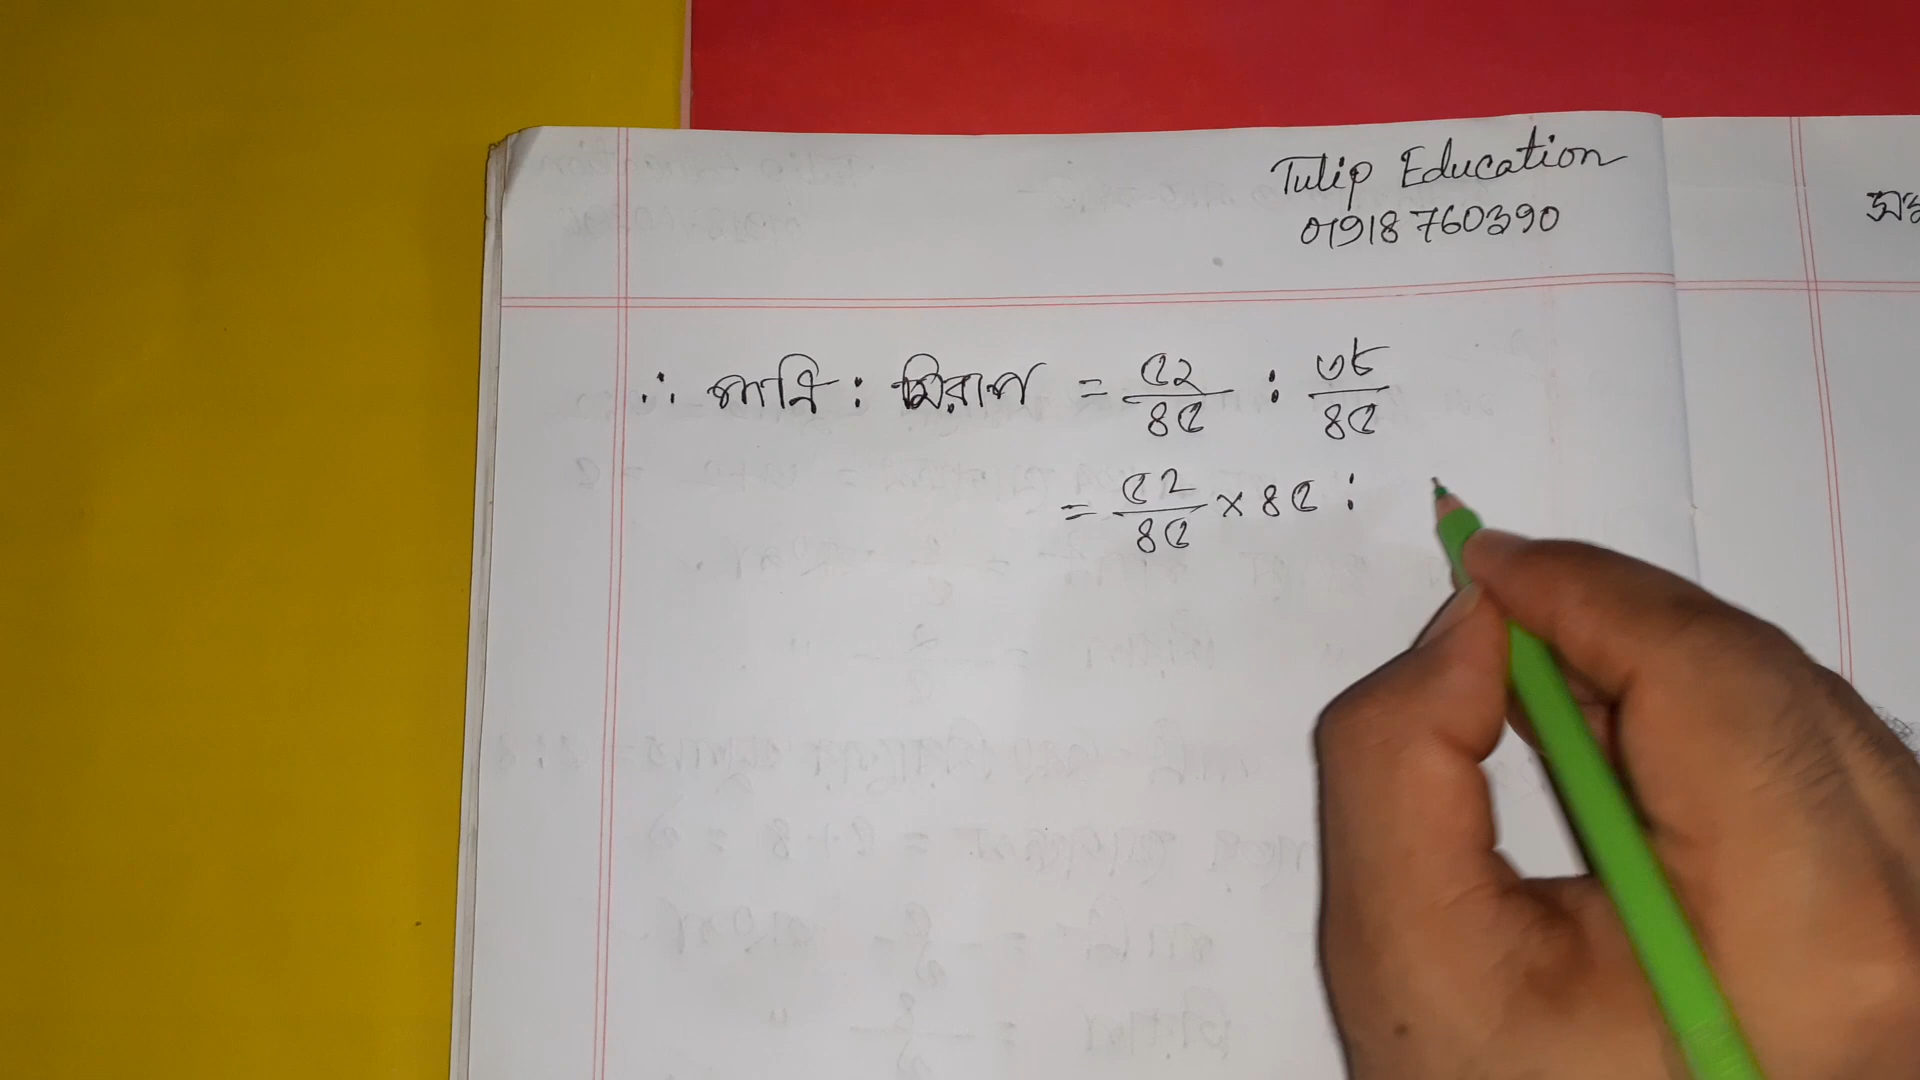 Tulip Education
01918760390
∴ পানি : সিরাপ = ৫২/৪৫ : ৩৮/৪৫
= ৫২/৪৫ × ৪৫ :